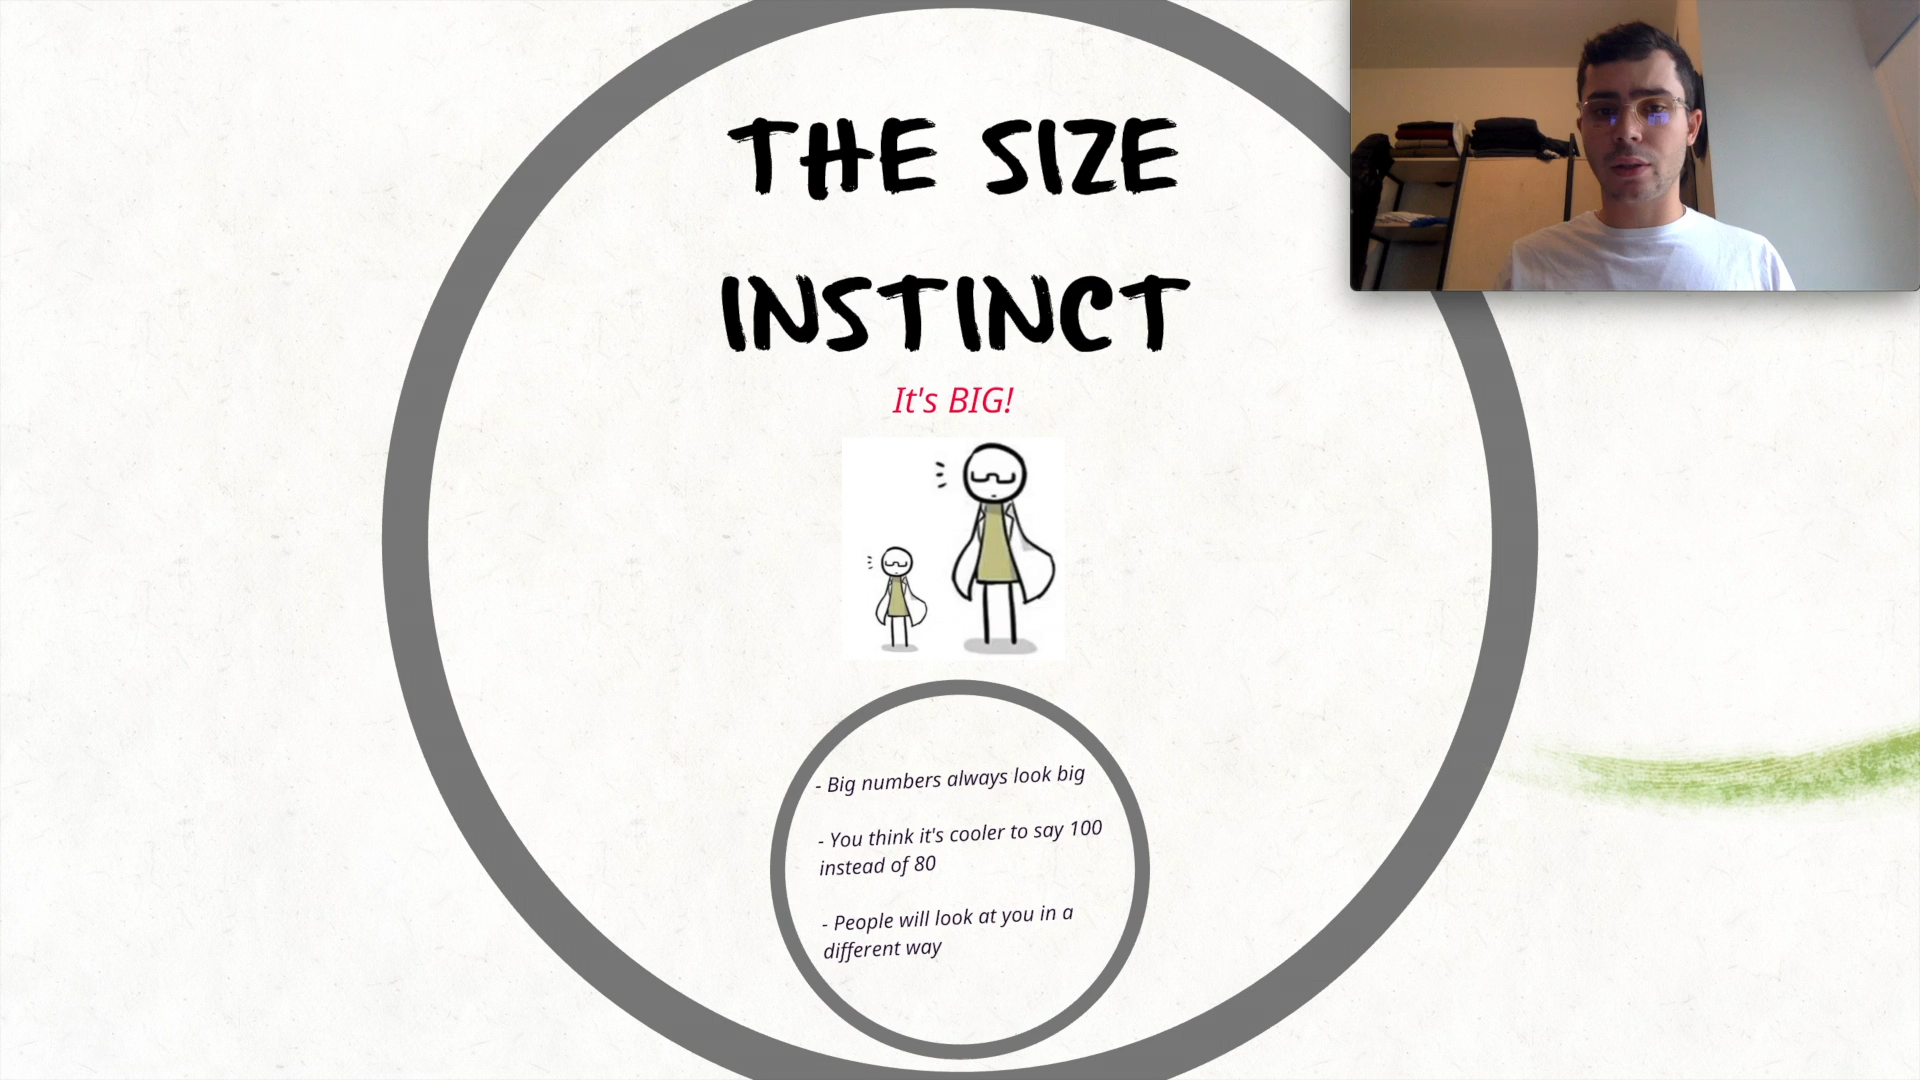 THE SIZE
INSTINCT
It's BIG!
- Big numbers always look big
- You think it's cooler to say 100
instead of 80
- People will look at you in a
different way